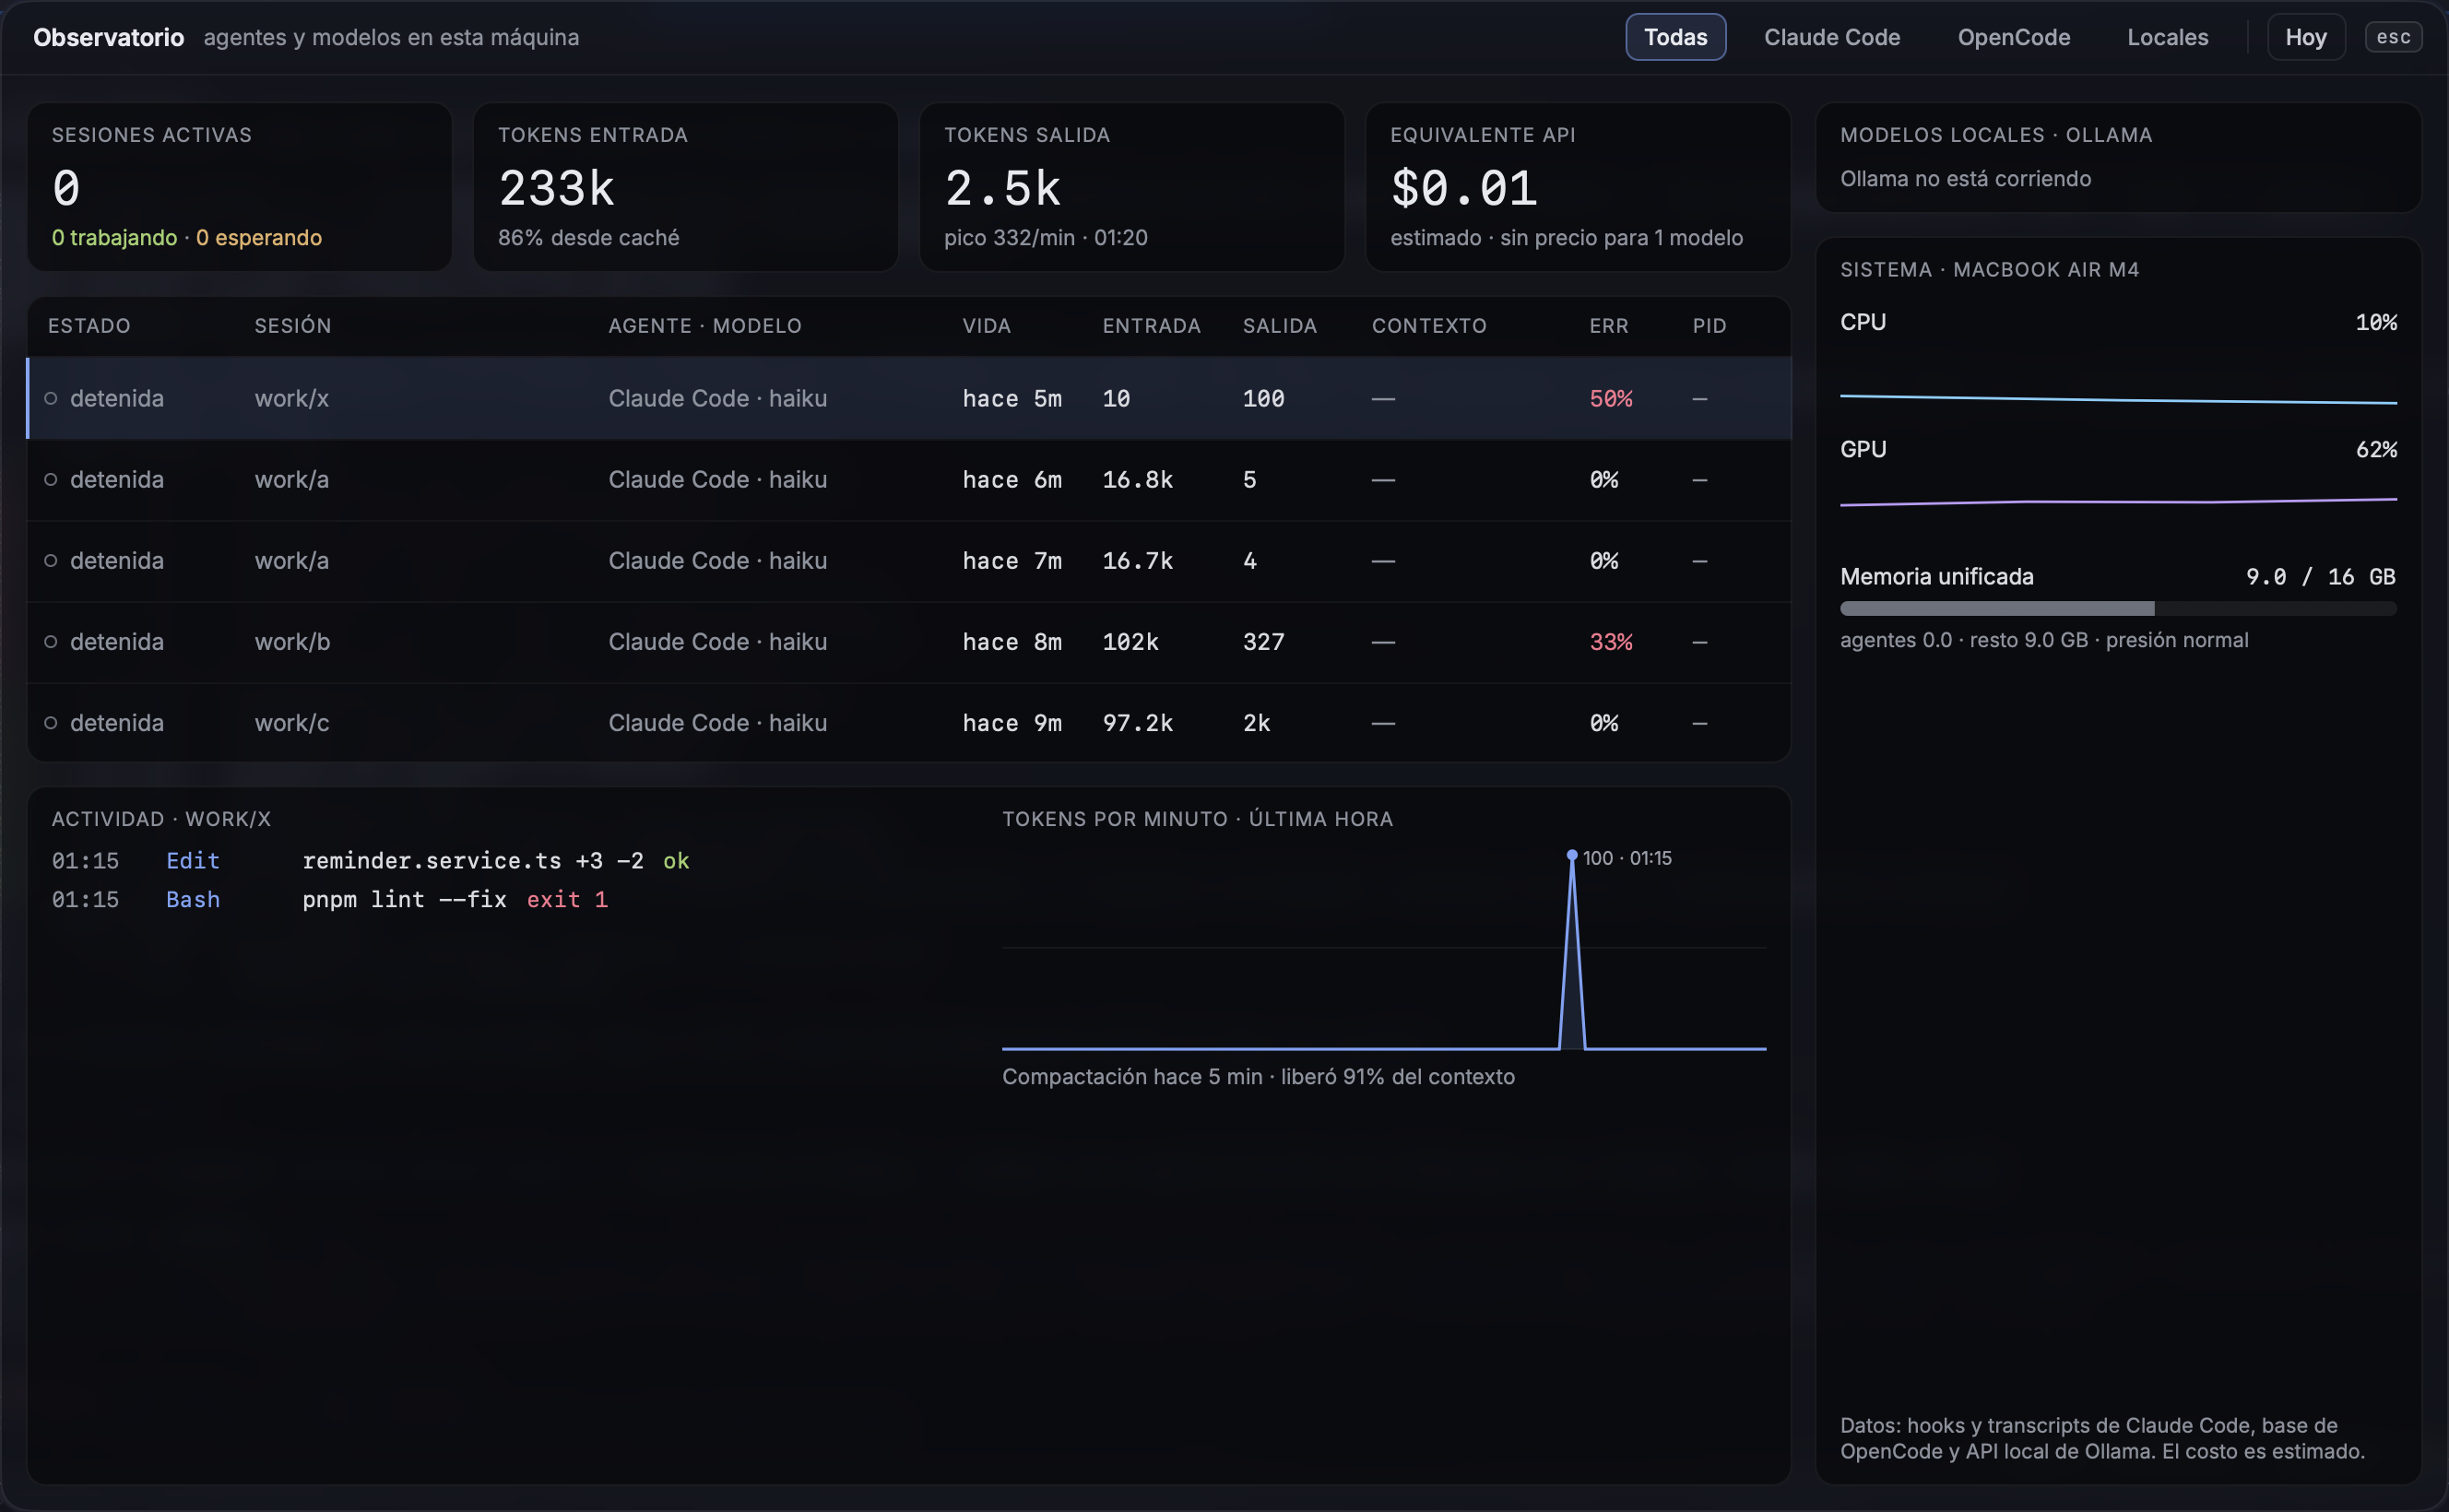 Observatorio agentes y modelos en esta máquina Todas Claude Code OpenCode Locales Hoy esc
SESIONES ACTIVAS
0
0 trabajando · 0 esperando
TOKENS ENTRADA
233k
86% desde caché
TOKENS SALIDA
2.5k
pico 332/min · 01:20
EQUIVALENTE API
$0.01
estimado · sin precio para 1 modelo
ESTADO SESIÓN AGENTE · MODELO VIDA ENTRADA SALIDA CONTEXTO ERR PID
detenida work/x Claude Code · haiku hace 5m 10 100 — 50% —
detenida work/a Claude Code · haiku hace 6m 16.8k 5 — 0% —
detenida work/a Claude Code · haiku hace 7m 16.7k 4 — 0% —
detenida work/b Claude Code · haiku hace 8m 102k 327 — 33% —
detenida work/c Claude Code · haiku hace 9m 97.2k 2k — 0% —
ACTIVIDAD · WORK/X
01:15 Edit reminder.service.ts +3 −2 ok
01:15 Bash pnpm lint --fix exit 1
TOKENS POR MINUTO · ÚLTIMA HORA
100 · 01:15
Compactación hace 5 min · liberó 91% del contexto
MODELOS LOCALES · OLLAMA
Ollama no está corriendo
SISTEMA · MACBOOK AIR M4
CPU 10%
GPU 62%
Memoria unificada 9.0 / 16 GB
agentes 0.0 · resto 9.0 GB · presión normal
Datos: hooks y transcripts de Claude Code, base de
OpenCode y API local de Ollama. El costo es estimado.